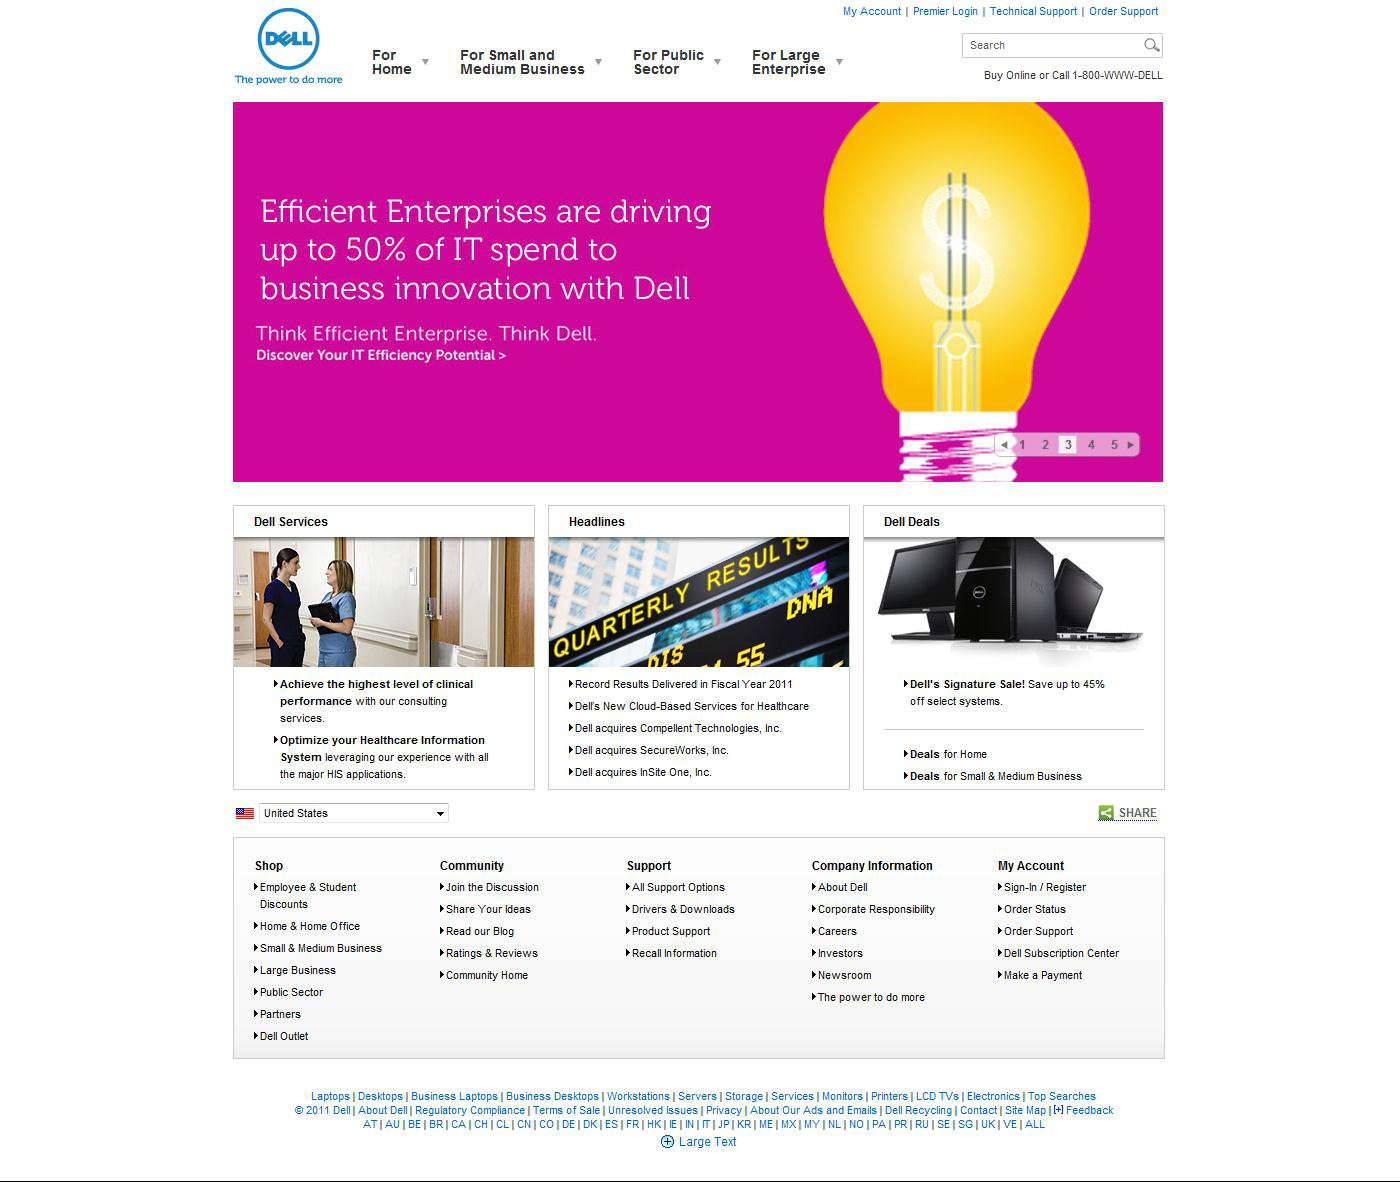 My Account | Premier Login | Technical Support | Order Support
DELL
The power to do more
For Home
For Small and Medium Business
For Public Sector
For Large Enterprise
Search
Buy Online or Call 1-800-WWW-DELL
Efficient Enterprises are driving
up to 50% of IT spend to
business innovation with Dell
Think Efficient Enterprise. Think Dell.
Discover Your IT Efficiency Potential >
$
1 2 3 4 5
Dell Services
Achieve the highest level of clinical
performance with our consulting
services.
Optimize your Healthcare Information
System leveraging our experience with all
the major HIS applications.
Headlines
QUARTERLY RESULTS
DNA
DIS
55
Record Results Delivered in Fiscal Year 2011
Dell's New Cloud-Based Services for Healthcare
Dell acquires Compellent Technologies, Inc.
Dell acquires SecureWorks, Inc.
Dell acquires InSite One, Inc.
Dell Deals
DELL
Dell's Signature Sale! Save up to 45%
off select systems.
Deals for Home
Deals for Small & Medium Business
United States
SHARE
Shop
Employee & Student
Discounts
Home & Home Office
Small & Medium Business
Large Business
Public Sector
Partners
Dell Outlet
Community
Join the Discussion
Share Your Ideas
Read our Blog
Ratings & Reviews
Community Home
Support
All Support Options
Drivers & Downloads
Product Support
Recall Information
Company Information
About Dell
Corporate Responsibility
Careers
Investors
Newsroom
The power to do more
My Account
Sign-In / Register
Order Status
Order Support
Dell Subscription Center
Make a Payment
Laptops | Desktops | Business Laptops | Business Desktops | Workstations | Servers | Storage | Services | Monitors | Printers | LCD TVs | Electronics | Top Searches
© 2011 Dell | About Dell | Regulatory Compliance | Terms of Sale | Unresolved Issues | Privacy | About Our Ads and Emails | Dell Recycling | Contact | Site Map | [+] Feedback
AT | AU | BE | BR | CA | CH | CL | CN | CO | DE | DK | ES | FR | HK | IE | IN | IT | JP | KR | ME | MX | MY | NL | NO | PA | PR | RU | SE | SG | UK | VE | ALL
Large Text